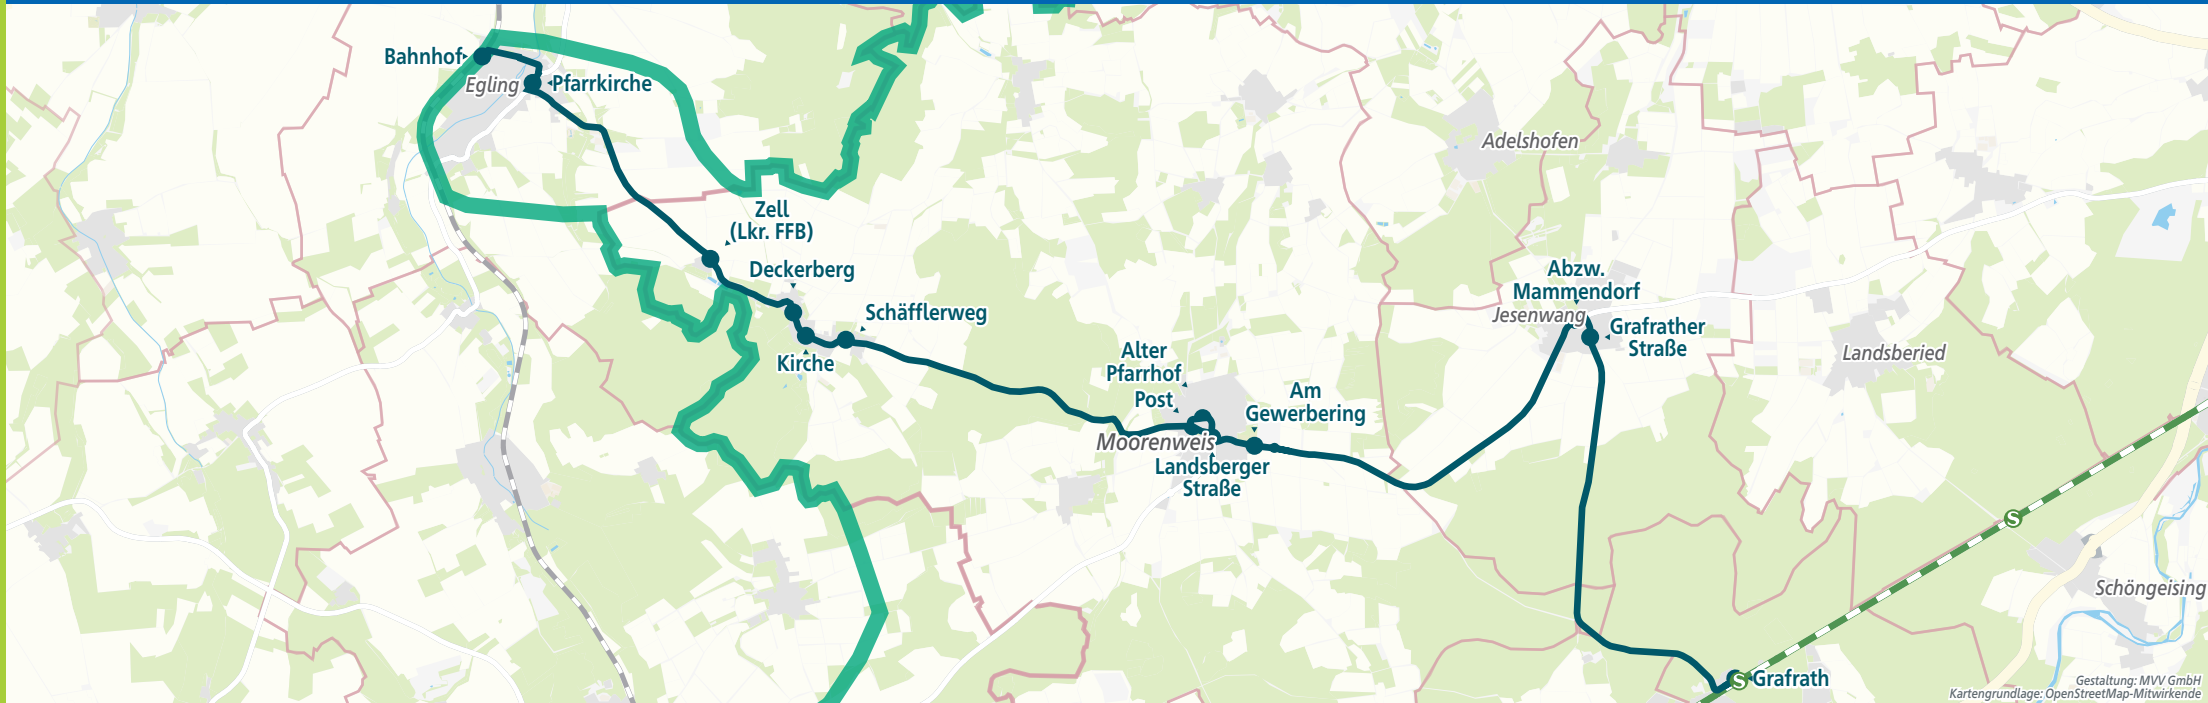 Bahnhof
Egling
Pfarrkirche
Adelshofen
Zell
(Lkr. FFB)
Deckerberg
Schäfflerweg
Kirche
Abzw.
Mammendorf
Jesenwang
Grafrather
Straße
Landsberied
Alter
Pfarrhof
Post
Am
Gewerbering
Moorenweis
Landsberger
Straße
S
Schöngeising
S Grafrath
Gestaltung: MVV GmbH
Kartengrundlage: OpenStreetMap-Mitwirkende